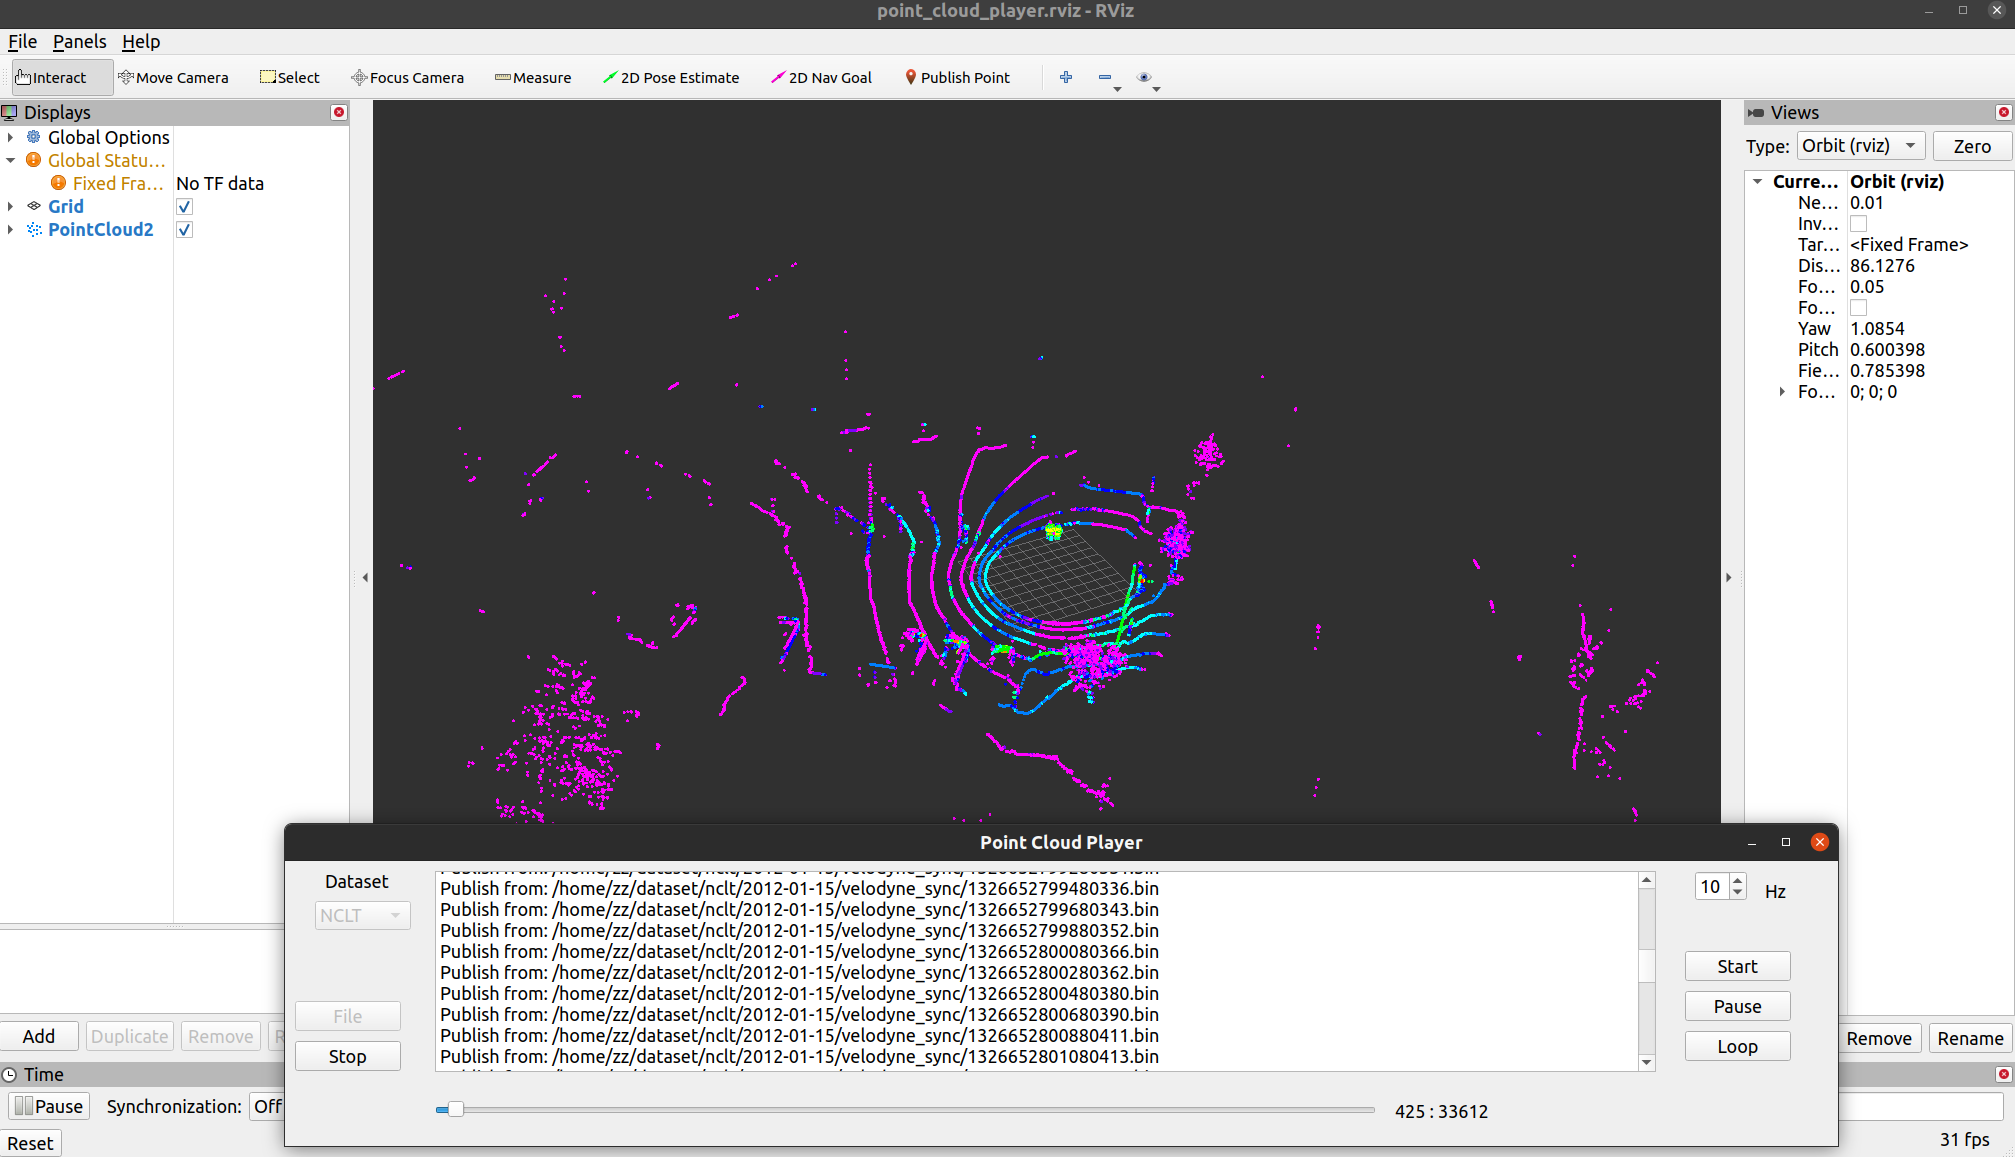 point_cloud_player.rviz - RViz
File Panels Help
Interact Move Camera Select Focus Camera Measure 2D Pose Estimate 2D Nav Goal Publish Point
Displays
Global Options
Global Statu...
Fixed Fra... No TF data
Grid
PointCloud2
Views
Type: Orbit (rviz) Zero
Curre... Orbit (rviz)
Ne... 0.01
Inv...
Tar... <Fixed Frame>
Dis... 86.1276
Fo... 0.05
Fo...
Yaw 1.0854
Pitch 0.600398
Fie... 0.785398
Fo... 0; 0; 0
Point Cloud Player
Dataset
NCLT
File
Stop
Publish from: /home/zz/dataset/nclt/2012-01-15/velodyne_sync/1326652799480336.bin
Publish from: /home/zz/dataset/nclt/2012-01-15/velodyne_sync/1326652799680343.bin
Publish from: /home/zz/dataset/nclt/2012-01-15/velodyne_sync/1326652799880352.bin
Publish from: /home/zz/dataset/nclt/2012-01-15/velodyne_sync/1326652800080366.bin
Publish from: /home/zz/dataset/nclt/2012-01-15/velodyne_sync/1326652800280362.bin
Publish from: /home/zz/dataset/nclt/2012-01-15/velodyne_sync/1326652800480380.bin
Publish from: /home/zz/dataset/nclt/2012-01-15/velodyne_sync/1326652800680390.bin
Publish from: /home/zz/dataset/nclt/2012-01-15/velodyne_sync/1326652800880411.bin
Publish from: /home/zz/dataset/nclt/2012-01-15/velodyne_sync/1326652801080413.bin
10 Hz
Start
Pause
Loop
425 : 33612
Add Duplicate Remove R
Remove Rename
Time
Pause Synchronization: Off
Reset
31 fps